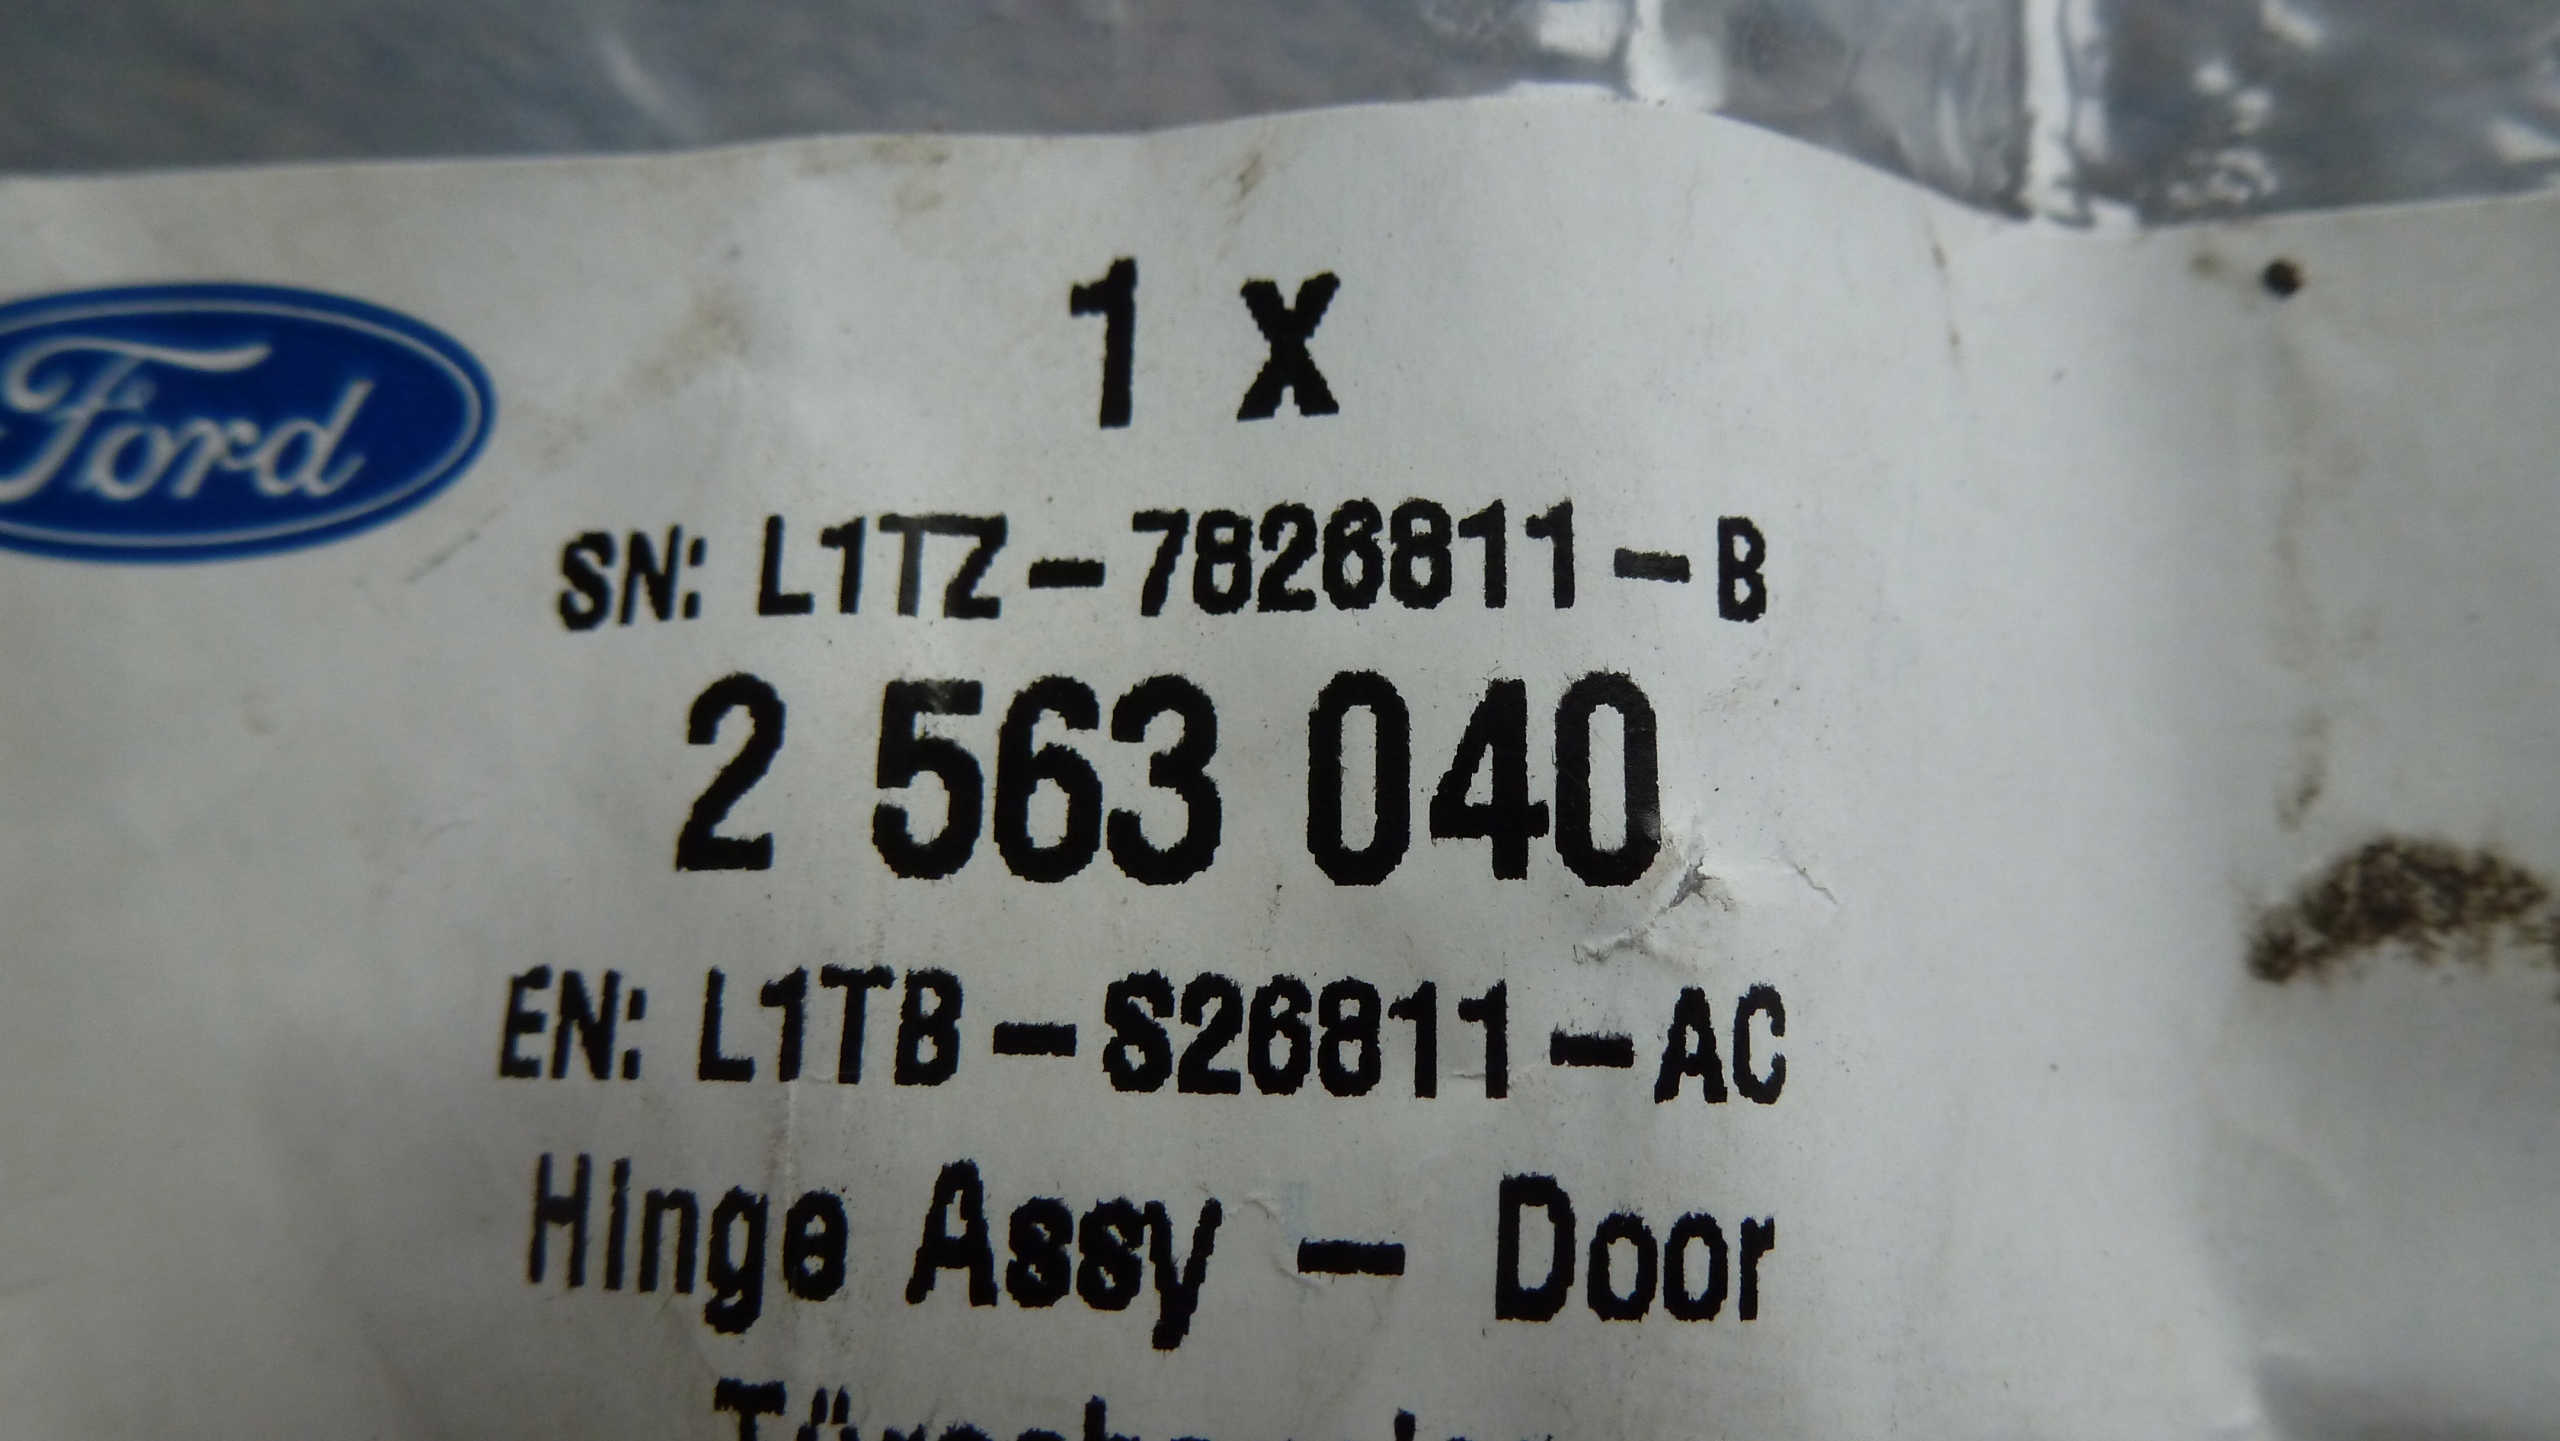 Ford
1 x
SN: L1TZ-7826811-B
2 563 040
EN: L1TB-S26811-AC
Hinge Assy - Door